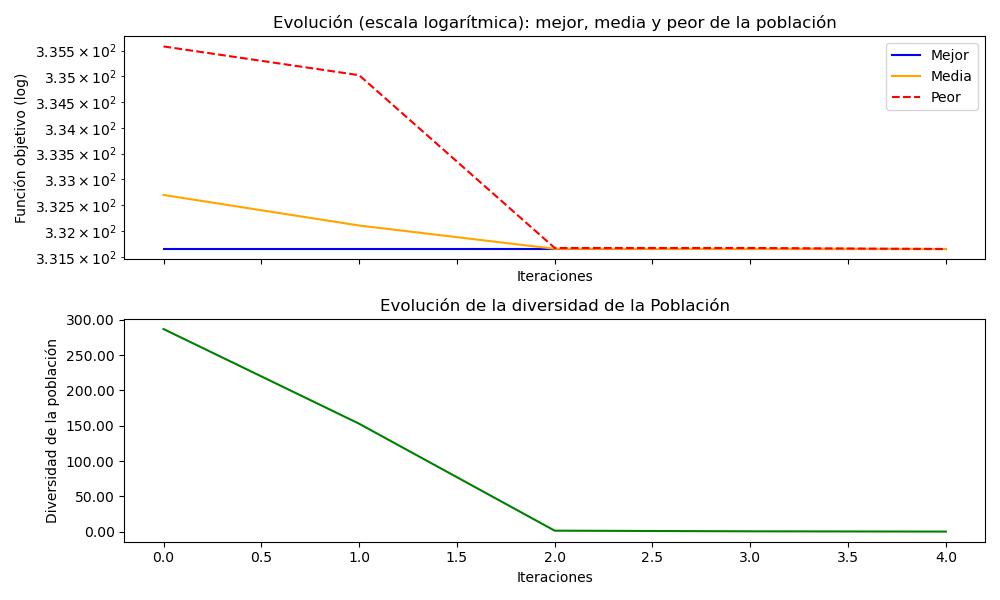 Evolución (escala logarítmica): mejor, media y peor de la población
Función objetivo (log)
3.355 × 10²
3.35 × 10²
3.345 × 10²
3.34 × 10²
3.335 × 10²
3.33 × 10²
3.325 × 10²
3.32 × 10²
3.315 × 10²
Mejor
Media
Peor
Iteraciones
Evolución de la diversidad de la Población
Diversidad de la población
300.00
250.00
200.00
150.00
100.00
50.00
0.00
0.0 0.5 1.0 1.5 2.0 2.5 3.0 3.5 4.0
Iteraciones